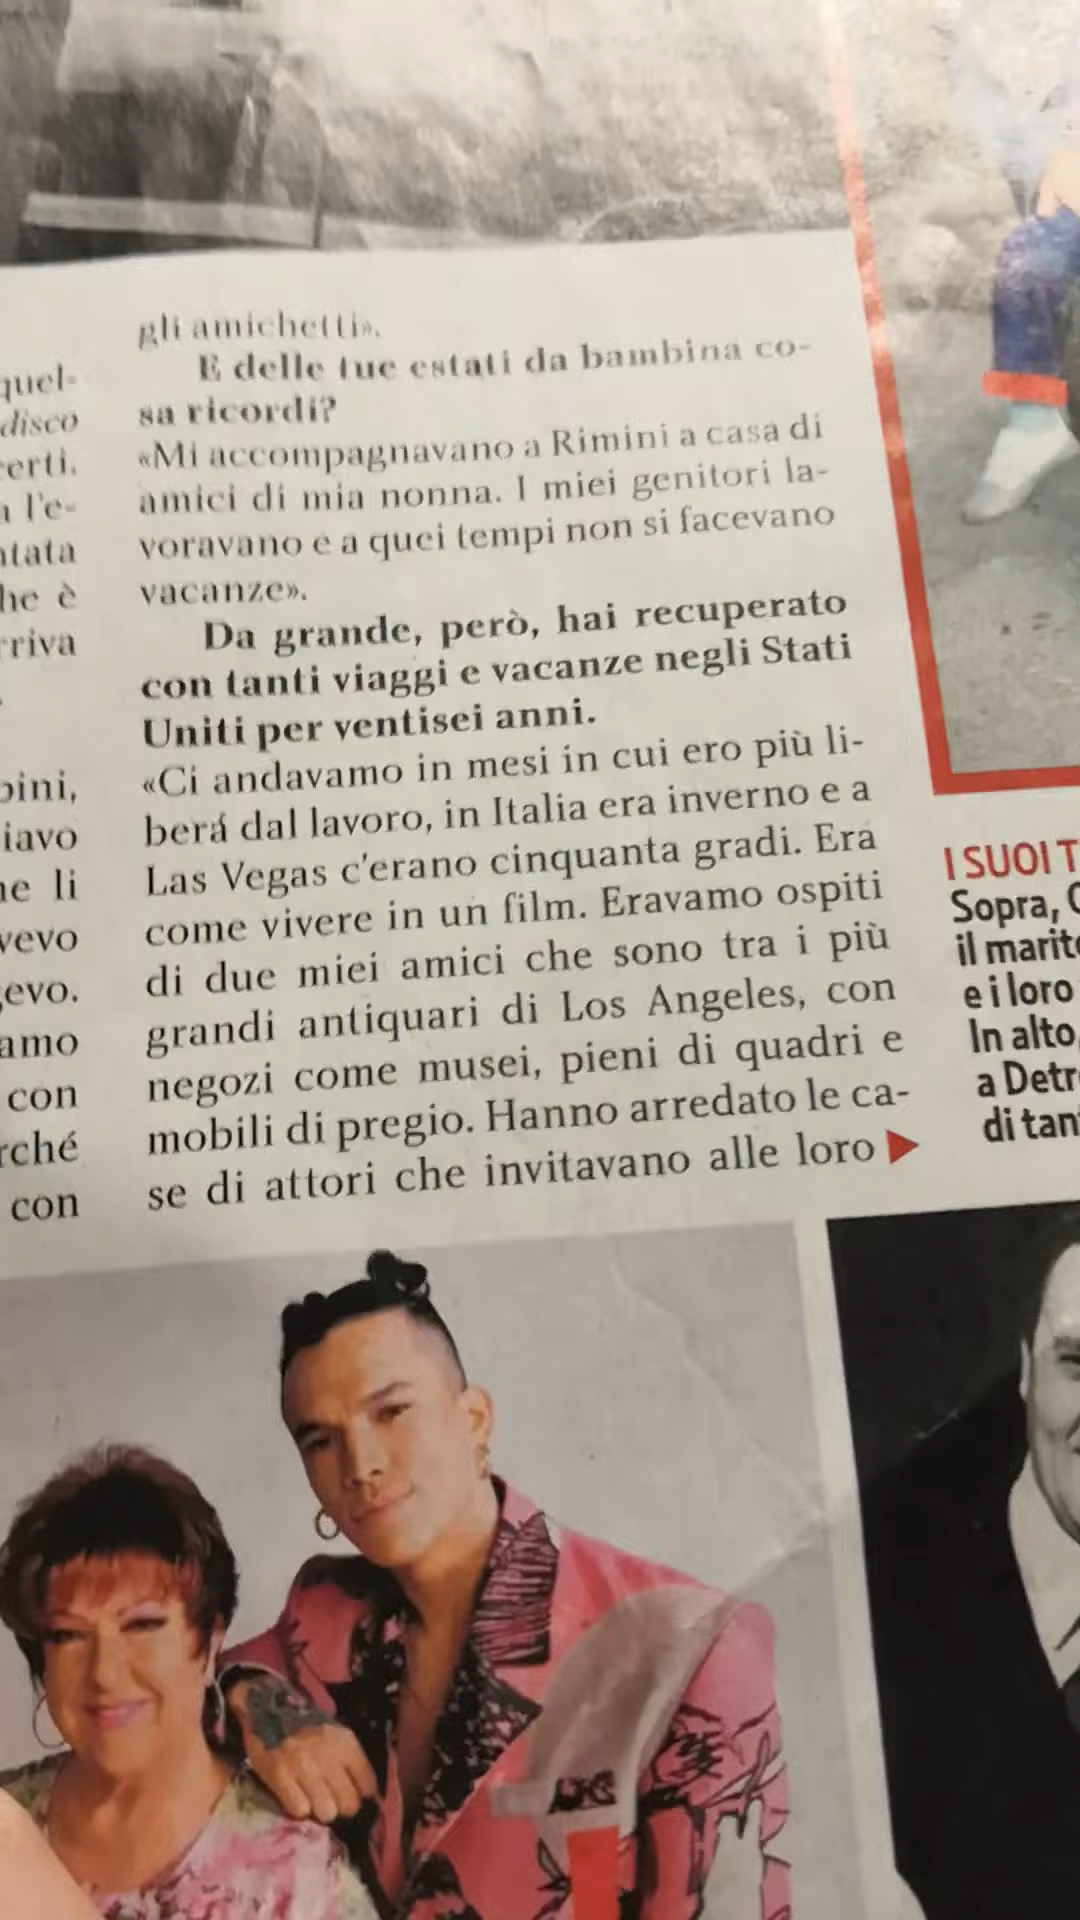 quel-
disco
certi.
l'e-
ntata
he è
rriva
bini,
iavo
ne li
vevo
evo.
amo
con
rché
con
gli amichetti».
E delle tue estati da bambina co-
sa ricordi?
«Mi accompagnavano a Rimini a casa di
amici di mia nonna. I miei genitori la-
voravano e a quei tempi non si facevano
vacanze».
Da grande, però, hai recuperato
con tanti viaggi e vacanze negli Stati
Uniti per ventisei anni.
«Ci andavamo in mesi in cui ero più li-
berá dal lavoro, in Italia era inverno e a
Las Vegas c'erano cinquanta gradi. Era
come vivere in un film. Eravamo ospiti
di due miei amici che sono tra i più
grandi antiquari di Los Angeles, con
negozi come musei, pieni di quadri e
mobili di pregio. Hanno arredato le ca-
se di attori che invitavano alle loro
I SUOI T
Sopra,
il marito
e i loro
In alto,
a Detr
di tan